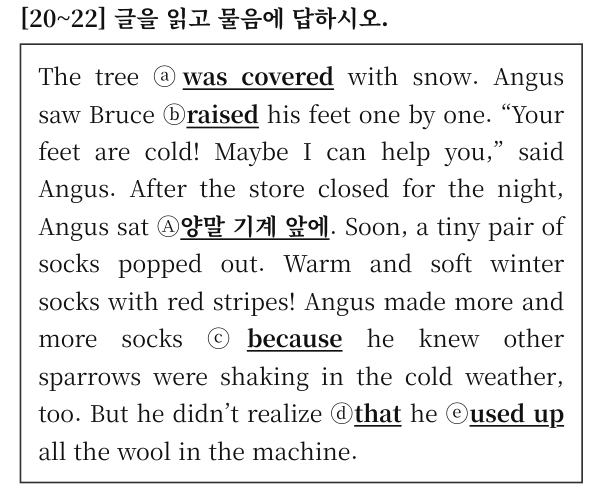 [20~22] 글을 읽고 물음에 답하시오.
The tree ⓐ was covered with snow. Angus
saw Bruce ⓑraised his feet one by one. “Your
feet are cold! Maybe I can help you,” said
Angus. After the store closed for the night,
Angus sat Ⓐ양말 기계 앞에. Soon, a tiny pair of
socks popped out. Warm and soft winter
socks with red stripes! Angus made more and
more socks ⓒ because he knew other
sparrows were shaking in the cold weather,
too. But he didn’t realize ⓓthat he ⓔused up
all the wool in the machine.